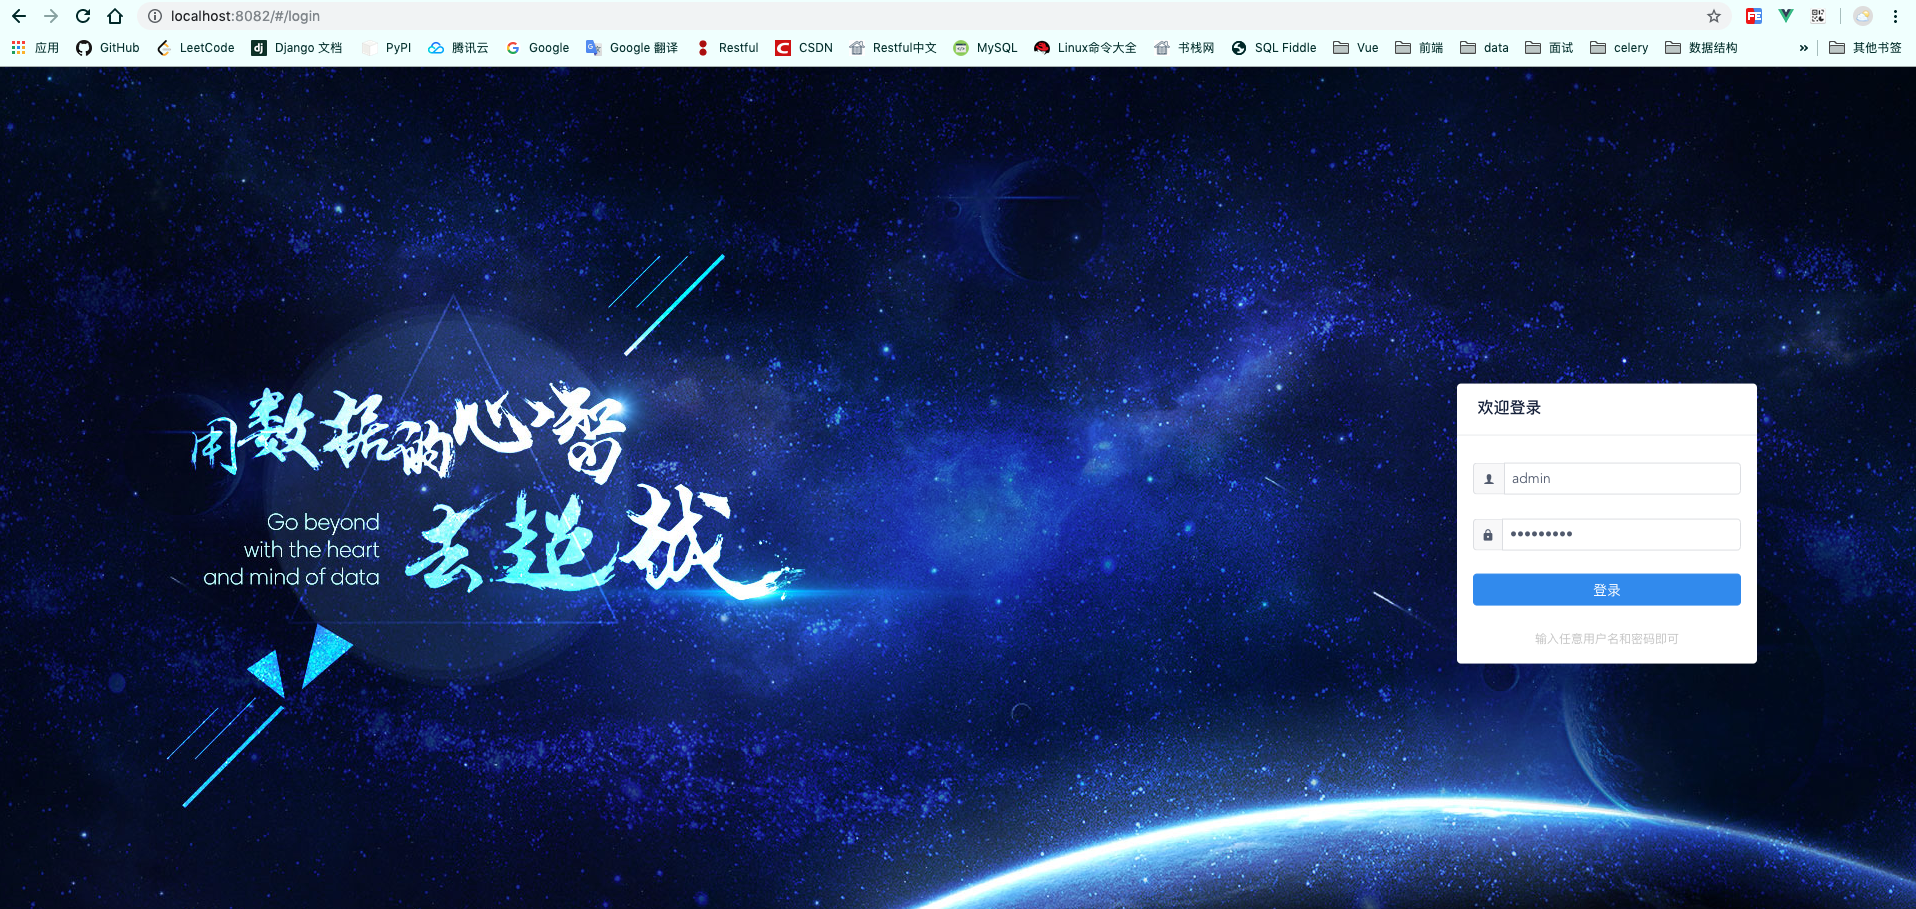 localhost:8082/#/login
应用 GitHub LeetCode Django 文档 PyPI 腾讯云 Google Google 翻译 Restful CSDN Restful中文 MySQL Linux命令大全 书栈网 SQL Fiddle Vue 前端 data 面试 celery 数据结构 » 其他书签
用数据的心智
去超越
Go beyond
with the heart
and mind of data
欢迎登录
admin
•••••••••
登录
输入任意用户名和密码即可